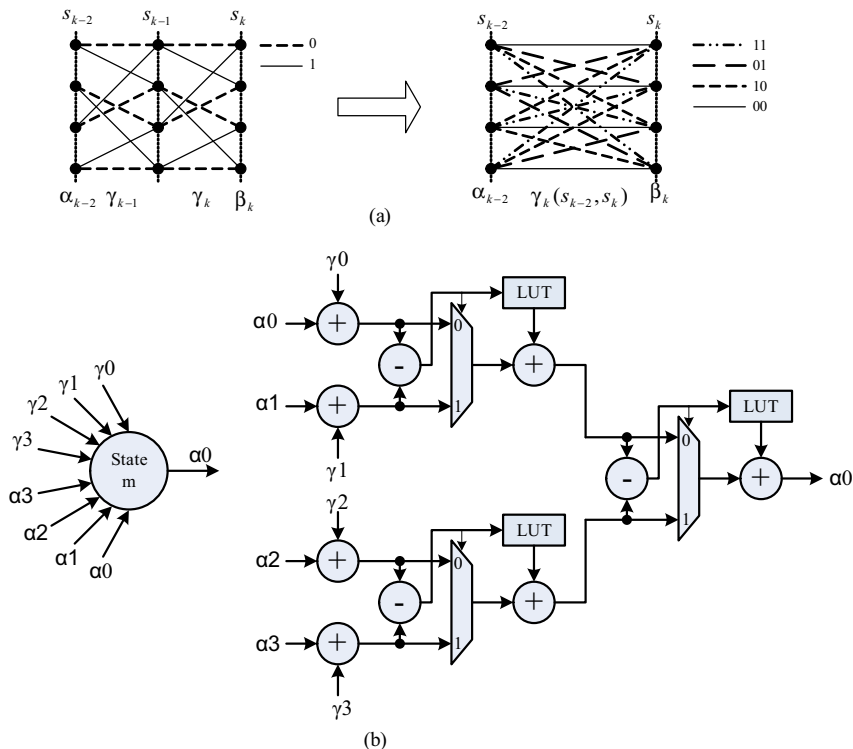 s_{k-2} s_{k-1} s_k
0
1
α_{k-2} γ_{k-1} γ_k β_k
s_{k-2} s_k
11
01
10
00
α_{k-2} γ_k(s_{k-2}, s_k) β_k
(a)
γ0
γ1
γ2
γ3
α3
α2
α1
α0
State
m
α0
γ0
α0
+
-
0
1
LUT
+
α1
+
γ1
γ2
α2
+
-
0
1
LUT
+
α3
+
γ3
-
0
1
LUT
+
α0
(b)